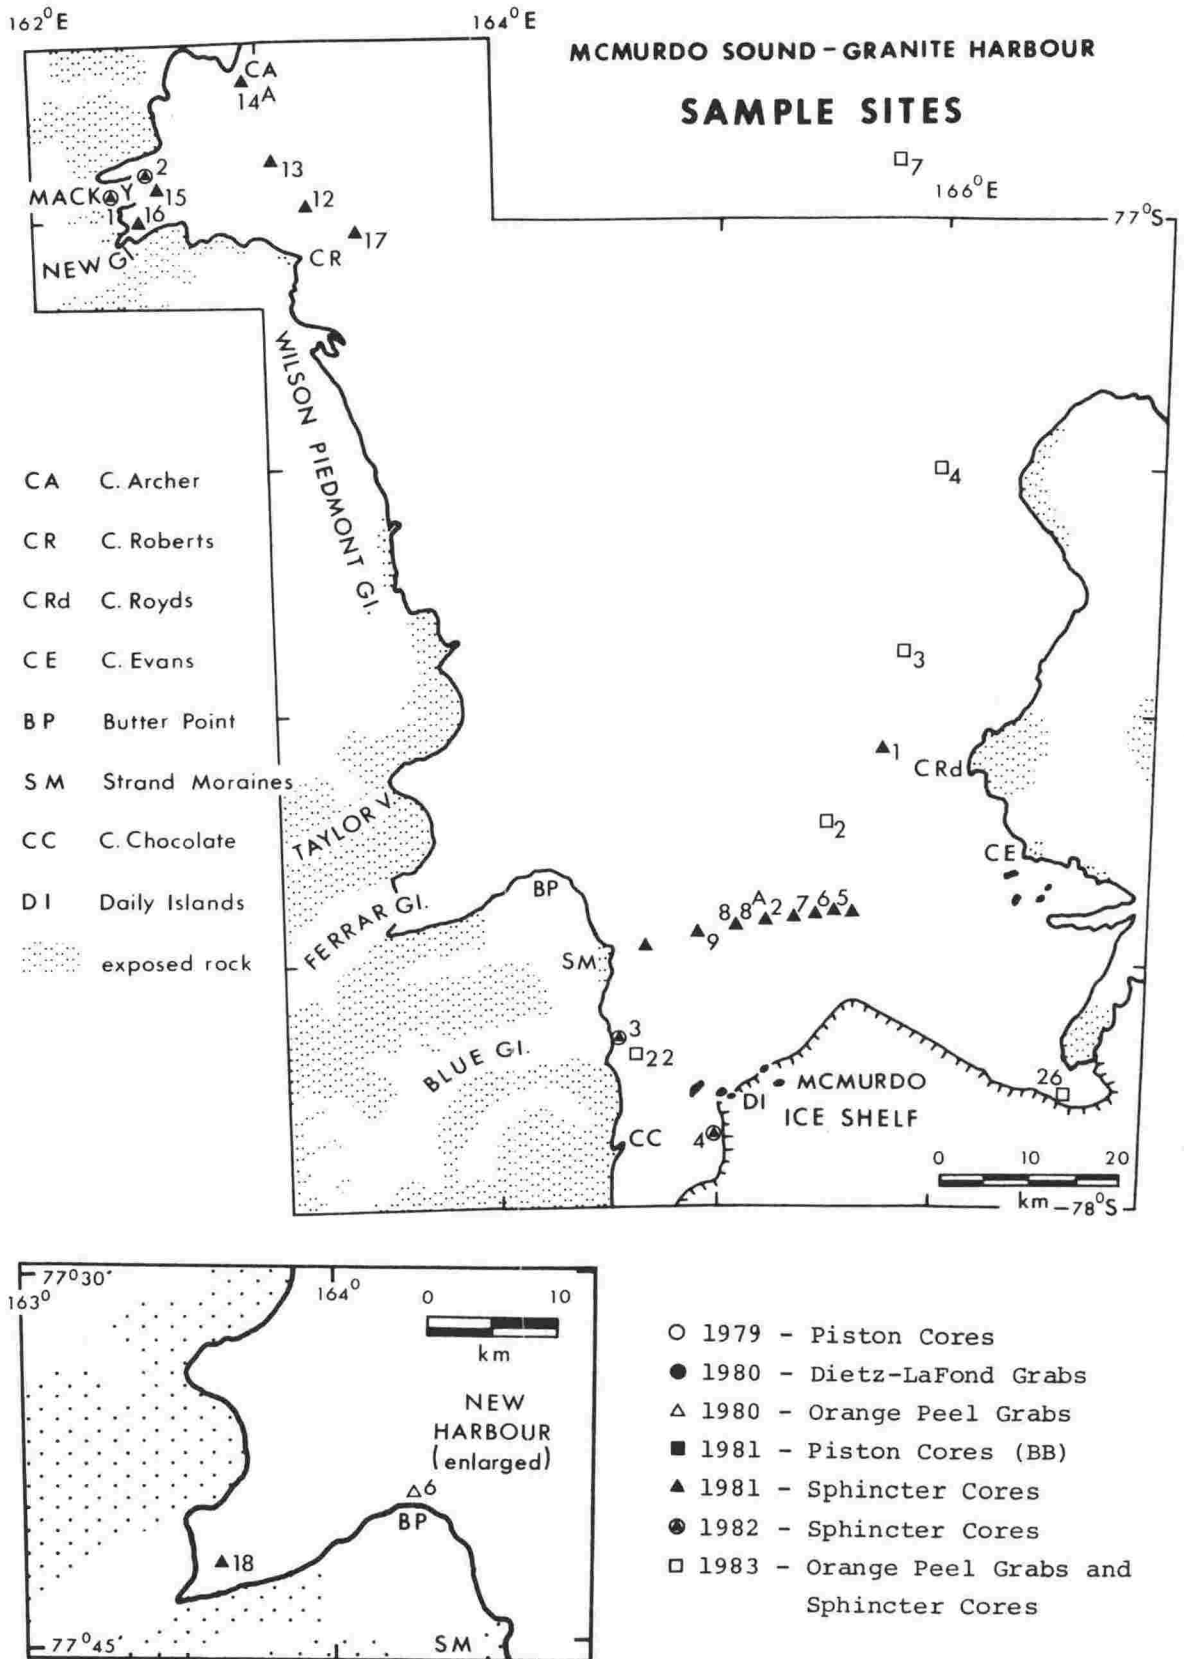 162°E
164°E
MCMURDO SOUND – GRANITE HARBOUR
SAMPLE SITES
CA
14A
7
166°E
13
2
MACKAY
15
12
1
16
17
77°S
NEW Gl.
CR
WILSON PIEDMONT Gl.
4
CA C. Archer
CR C. Roberts
CRd C. Royds
CE C. Evans
BP Butter Point
SM Strand Moraines
CC C. Chocolate
DI Daily Islands
exposed rock
3
1
CRd
TAYLOR V.
2
CE
BP
FERRAR Gl.
9
8
8A
2
7
6
5
SM
3
22
BLUE Gl.
DI
MCMURDO
ICE SHELF
26
CC
4
0 10 20
km
78°S
77°30'
163°
164°
0 10
km
NEW
HARBOUR
(enlarged)
6
BP
18
77°45'
SM
1979 - Piston Cores
1980 - Dietz-LaFond Grabs
1980 - Orange Peel Grabs
1981 - Piston Cores (BB)
1981 - Sphincter Cores
1982 - Sphincter Cores
1983 - Orange Peel Grabs and
Sphincter Cores